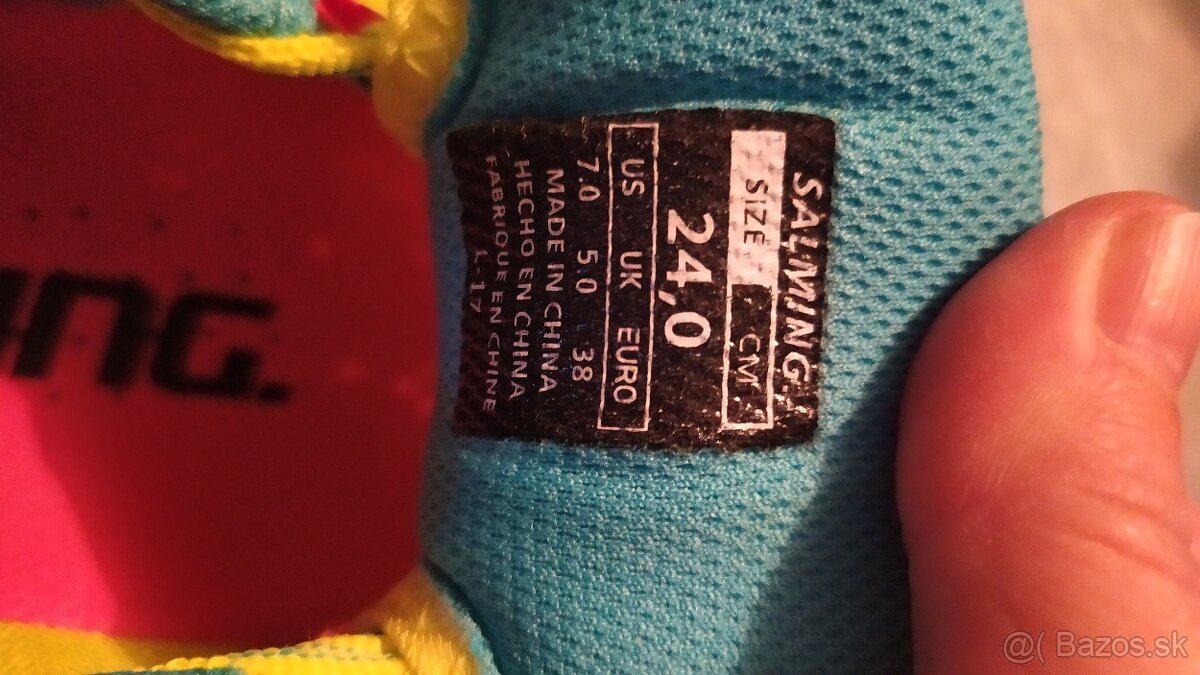 SALMING.
SIZE CM
24,0
US UK EURO
7.0 5.0 38
MADE IN CHINA
HECHO EN CHINA
FABRIQUE EN CHINE
L-17
ING.
@( Bazos.sk